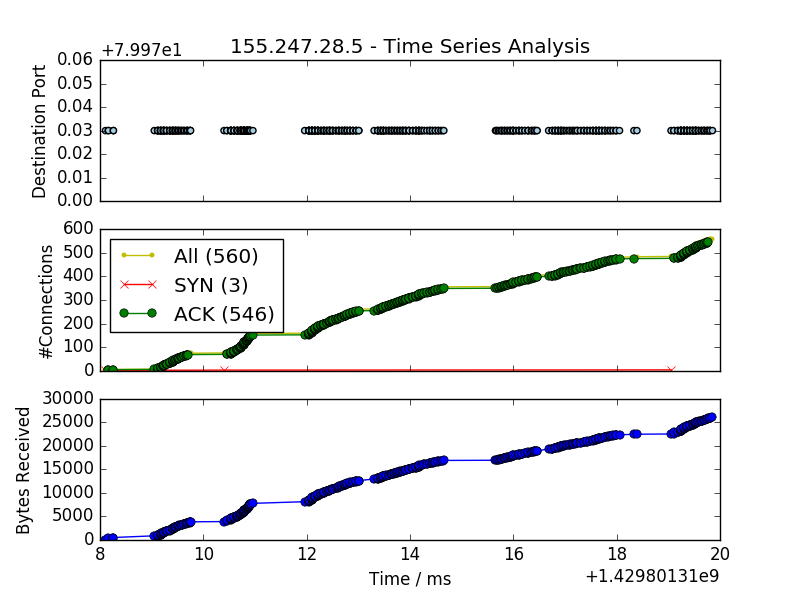 +7.997e1
155.247.28.5 - Time Series Analysis
0.06
0.05
0.04
0.03
0.02
0.01
0.00
Destination Port
600
500
400
300
200
100
0
#Connections
All (560)
SYN (3)
ACK (546)
30000
25000
20000
15000
10000
5000
0
Bytes Received
8 10 12 14 16 18 20
Time / ms
+1.42980131e9